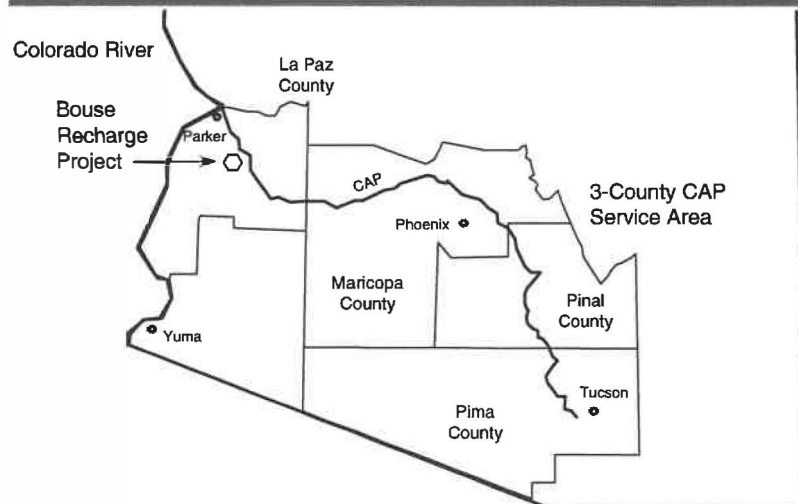 Colorado River
La Paz
County
Bouse
Recharge
Project
Parker
CAP
3-County CAP
Service Area
Phoenix
Maricopa
County
Pinal
County
Yuma
Tucson
Pima
County